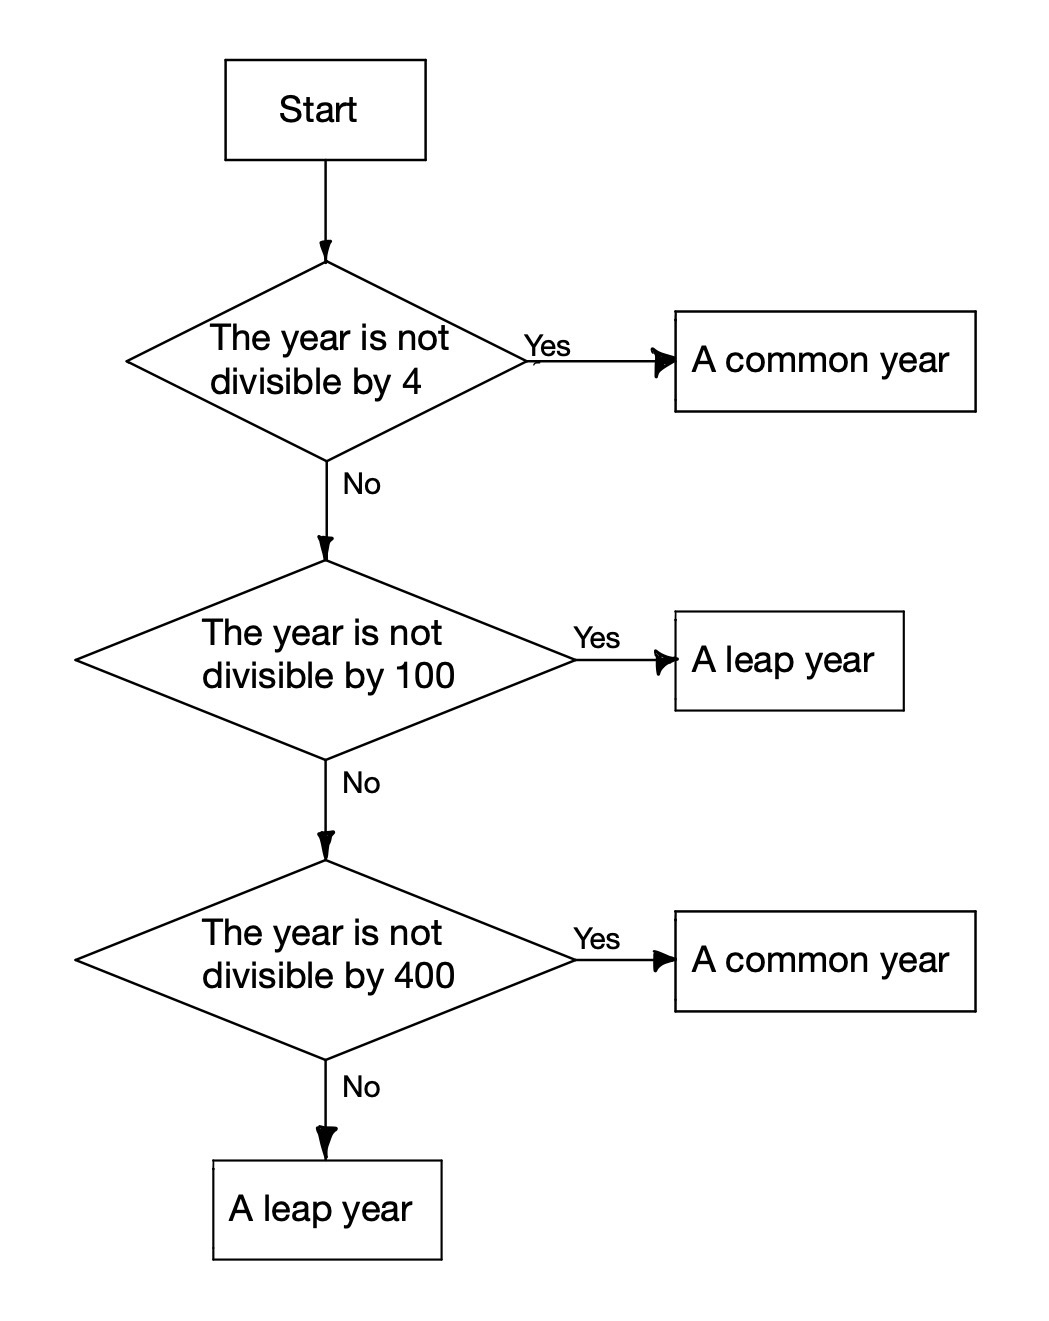 Start
The year is not
divisible by 4
Yes
A common year
No
The year is not
divisible by 100
Yes
A leap year
No
The year is not
divisible by 400
Yes
A common year
No
A leap year